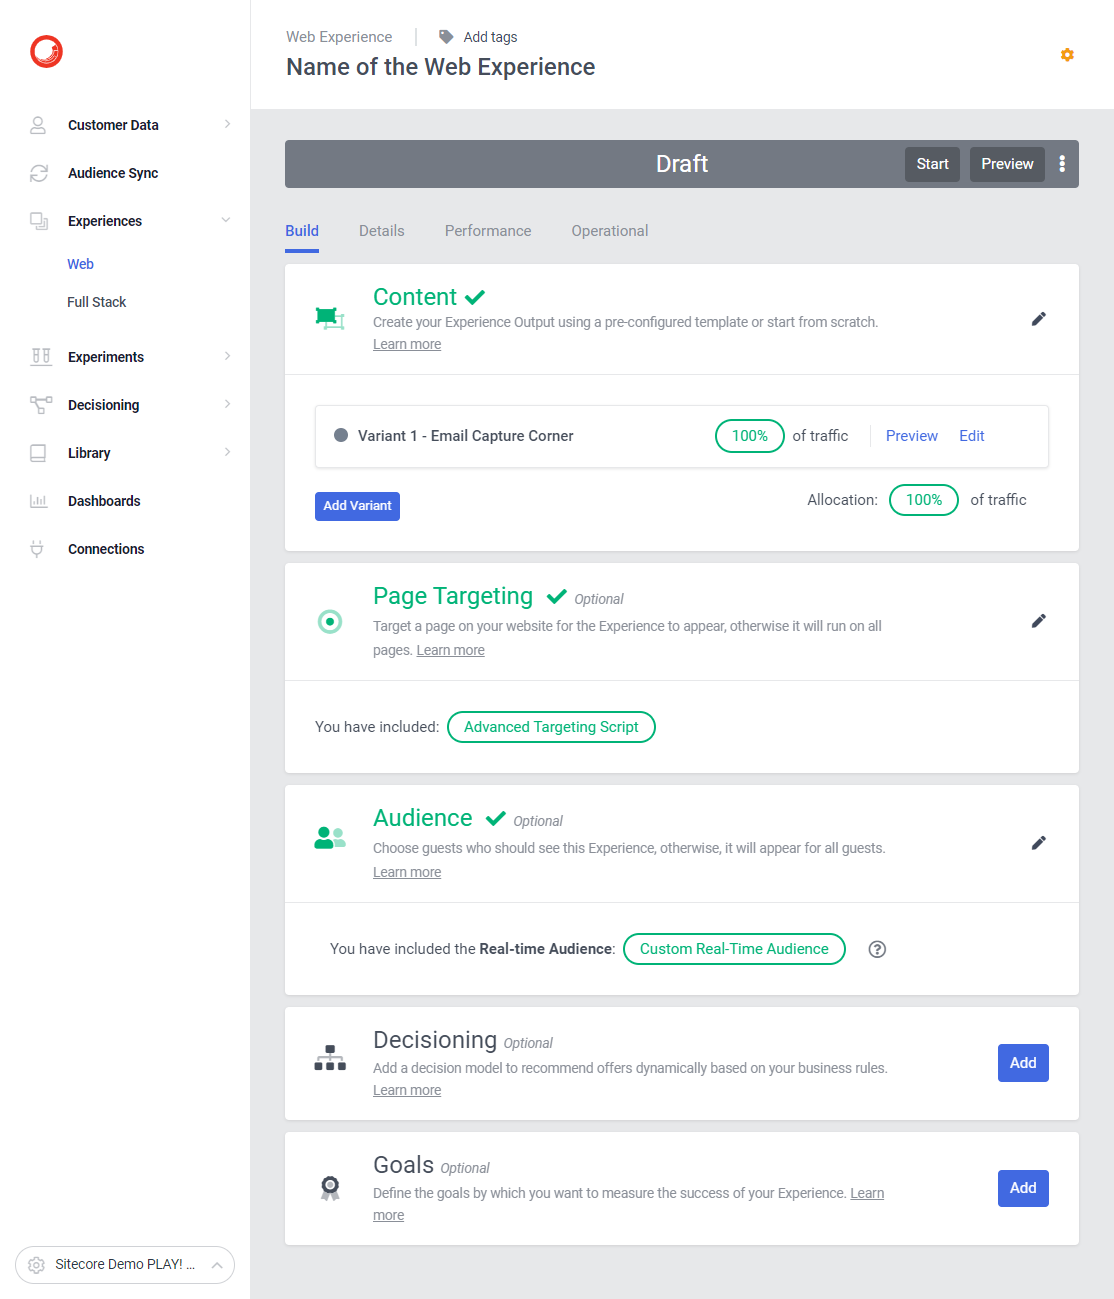 Web Experience
Add tags
Name of the Web Experience
Customer Data
Audience Sync
Experiences
Web
Full Stack
Experiments
Decisioning
Library
Dashboards
Connections
Sitecore Demo PLAY! ...
Draft
Start
Preview
Build
Details
Performance
Operational
Content
Create your Experience Output using a pre-configured template or start from scratch.
Learn more
Variant 1 - Email Capture Corner
100%
of traffic
Preview
Edit
Add Variant
Allocation:
100%
of traffic
Page Targeting
Optional
Target a page on your website for the Experience to appear, otherwise it will run on all
pages. Learn more
You have included:
Advanced Targeting Script
Audience
Optional
Choose guests who should see this Experience, otherwise, it will appear for all guests.
Learn more
You have included the Real-time Audience:
Custom Real-Time Audience
Decisioning
Optional
Add a decision model to recommend offers dynamically based on your business rules.
Learn more
Add
Goals
Optional
Define the goals by which you want to measure the success of your Experience. Learn
more
Add